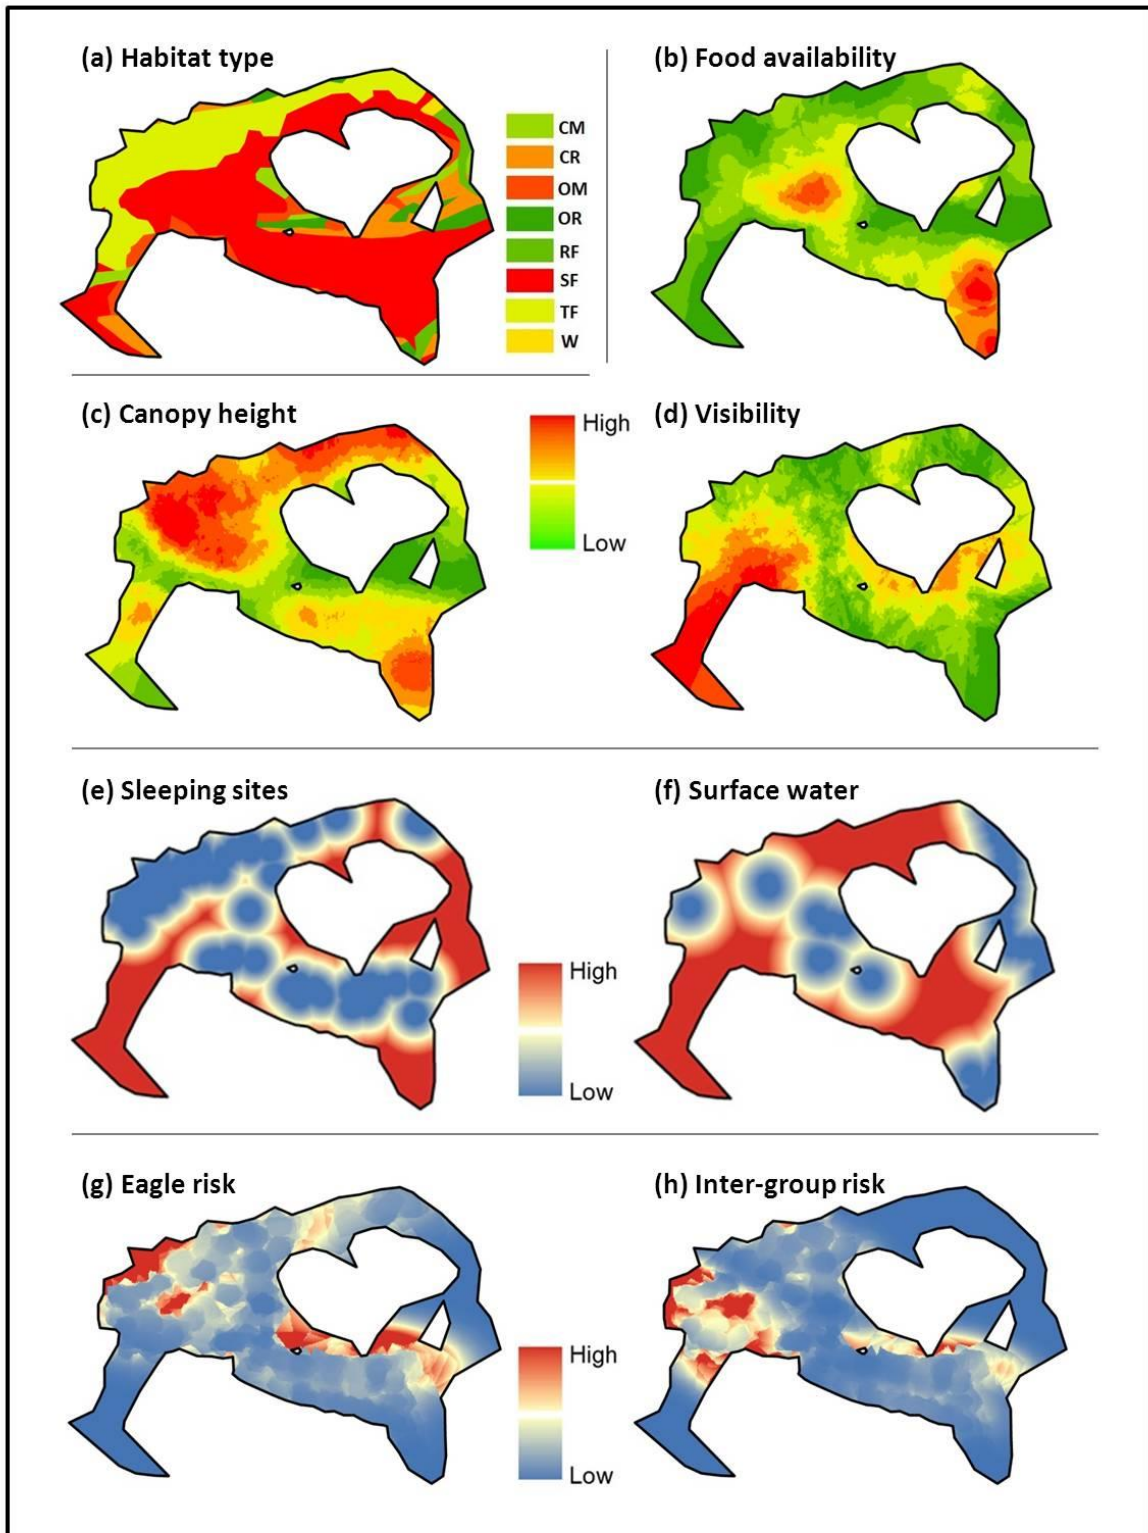 (a) Habitat type
(b) Food availability
CM
CR
OM
OR
RF
SF
TF
W
(c) Canopy height
High
Low
(d) Visibility
(e) Sleeping sites
(f) Surface water
High
Low
(g) Eagle risk
(h) Inter-group risk
High
Low